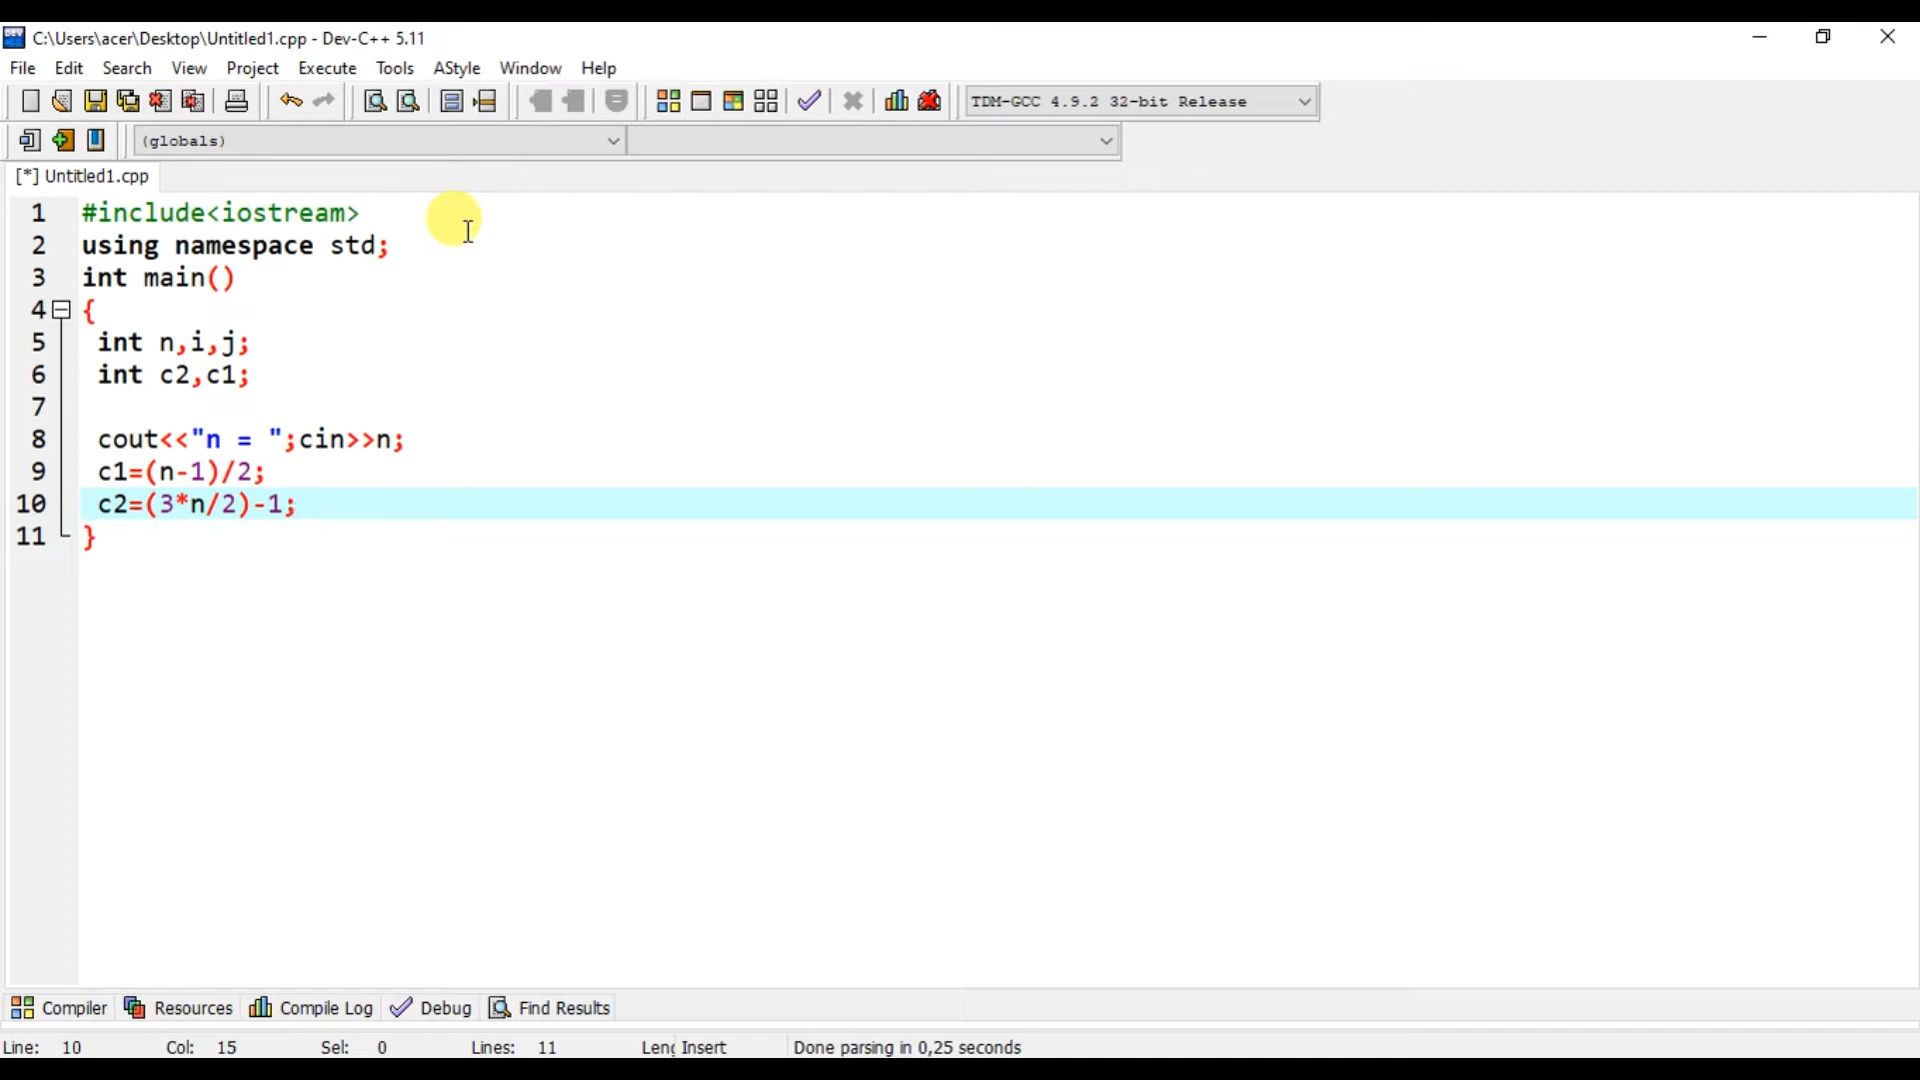 C:\Users\acer\Desktop\Untitled1.cpp - Dev-C++ 5.11
File Edit Search View Project Execute Tools AStyle Window Help
TDM-GCC 4.9.2 32-bit Release
(globals)
[*] Untitled1.cpp
1 #include<iostream>
2 using namespace std;
3 int main()
4 {
5 int n,i,j;
6 int c2,c1;
7
8 cout<<"n = ";cin>>n;
9 c1=(n-1)/2;
10 c2=(3*n/2)-1;
11 }
Compiler Resources Compile Log Debug Find Results
Line: 10 Col: 15 Sel: 0 Lines: 11 Leng Insert Done parsing in 0,25 seconds